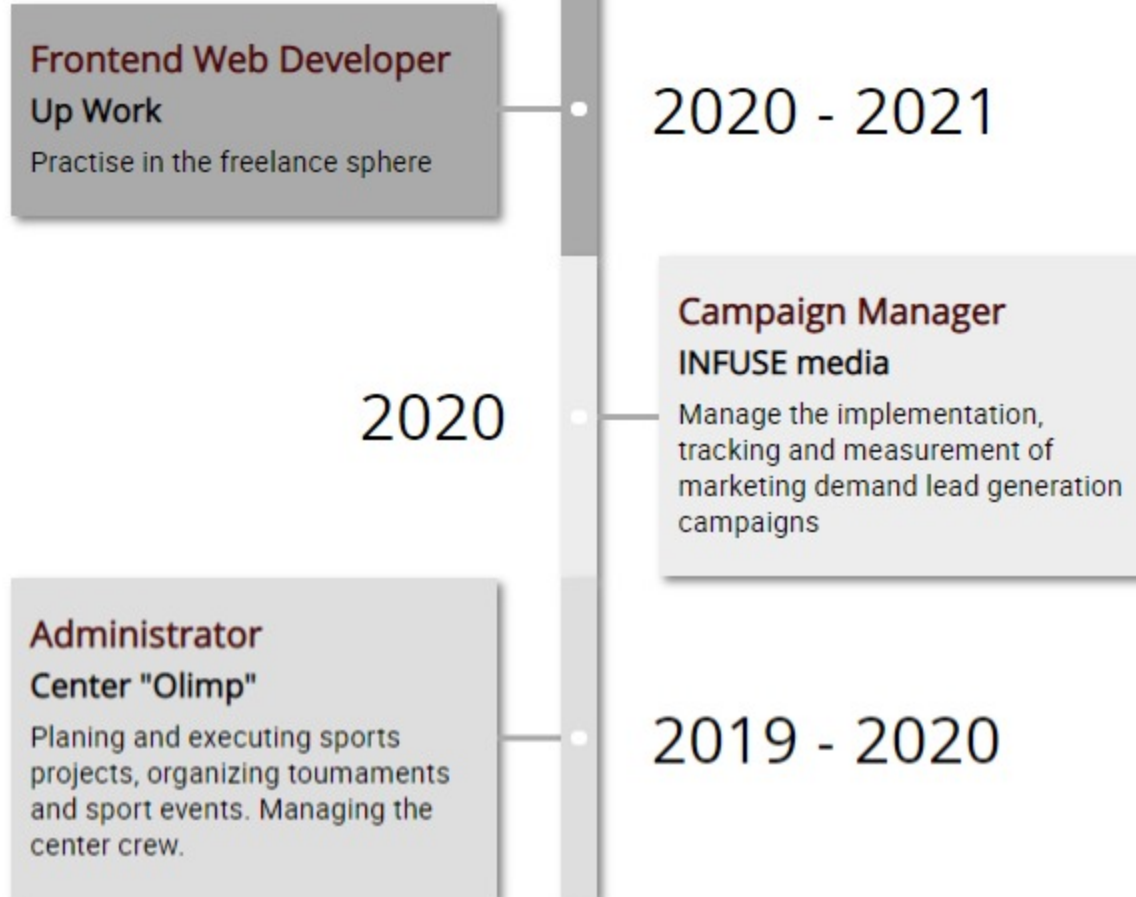 Frontend Web Developer
Up Work
Practise in the freelance sphere
2020 - 2021
2020
Campaign Manager
INFUSE media
Manage the implementation,
tracking and measurement of
marketing demand lead generation
campaigns
Administrator
Center "Olimp"
Planing and executing sports
projects, organizing toumaments
and sport events. Managing the
center crew.
2019 - 2020